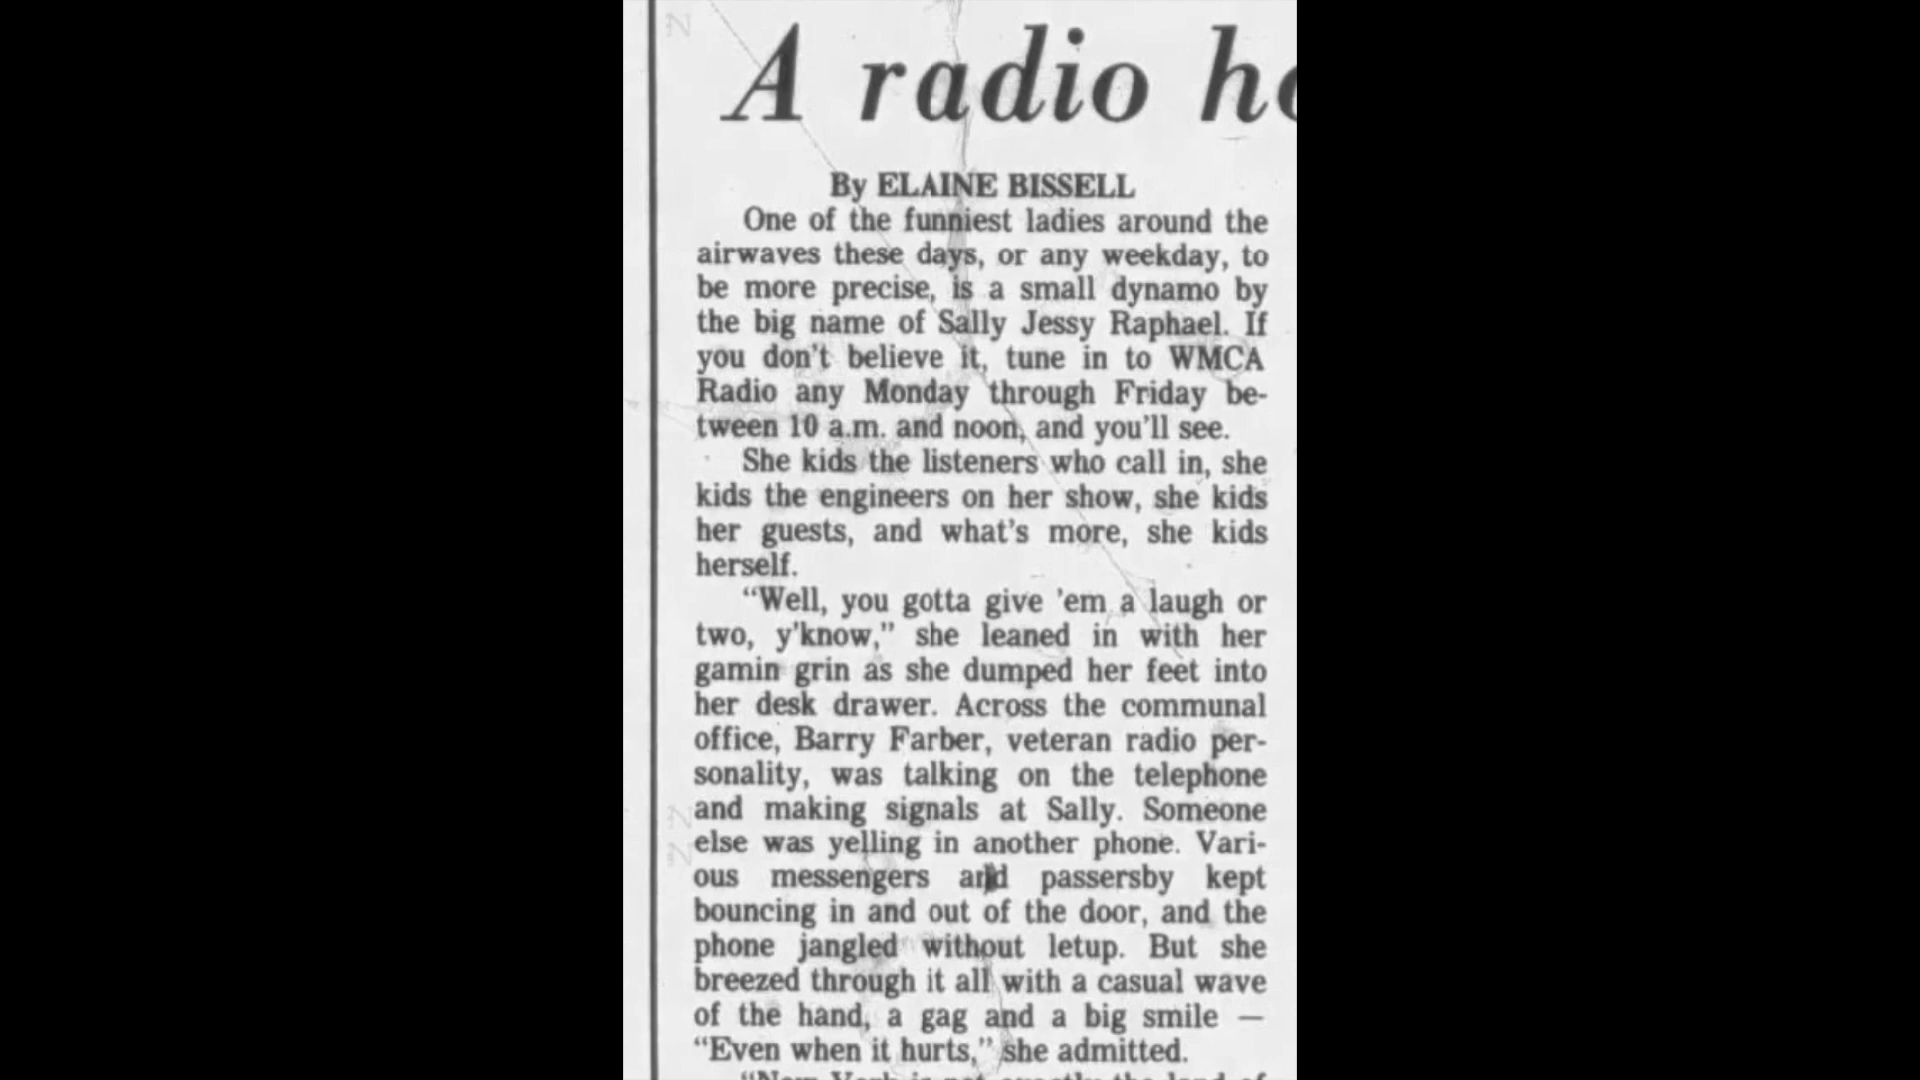 A radio
By ELAINE BISSELL
One of the funniest ladies around the
airwaves these days, or any weekday, to
be more precise, is a small dynamo by
the big name of Sally Jessy Raphael. If
you don't believe it, tune in to WMCA
Radio any Monday through Friday be-
tween 10 a.m. and noon, and you'll see.
She kids the listeners who call in, she
kids the engineers on her show, she kids
her guests, and what's more, she kids
herself.
"Well, you gotta give 'em a laugh or
two, y'know," she leaned in with her
gamin grin as she dumped her feet into
her desk drawer. Across the communal
office, Barry Farber, veteran radio per-
sonality, was talking on the telephone
and making signals at Sally. Someone
else was yelling in another phone. Vari-
ous messengers and passersby kept
bouncing in and out of the door, and the
phone jangled without letup. But she
breezed through it all with a casual wave
of the hand, a gag and a big smile —
"Even when it hurts," she admitted.